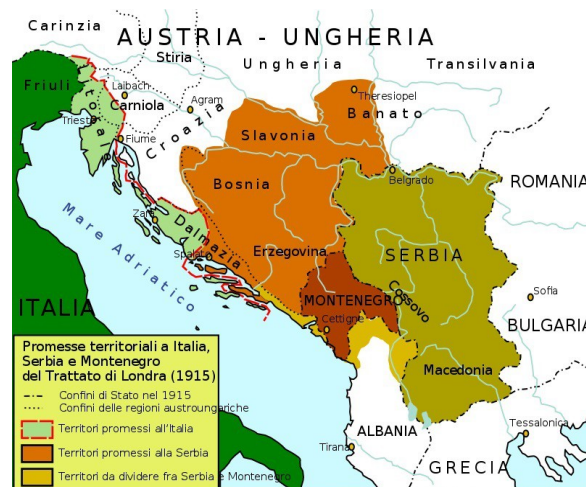 Carinzia
AUSTRIA - UNGHERIA
Stiria
Ungheria
Transilvania
Friuli
Laibach
Carniola
Theresiopel
Agram
Banato
Trieste
Fiume
Croazia
Slavonia
Bosnia
Belgrado
ROMANIA
Mare Adriatico
Zara
Dalmazia
Spalato
Erzegovina
SERBIA
MONTENEGRO
Cossovo
Sofia
ITALIA
Cettigne
BULGARIA
Macedonia
Promesse territoriali a Italia,
Serbia e Montenegro
del Trattato di Londra (1915)
Confini di Stato nel 1915
Confini delle regioni austroungariche
Territori promessi all'Italia
Territori promessi alla Serbia
Territori da dividere fra Serbia e Montenegro
ALBANIA
Tirana
Tessalonica
GRECIA